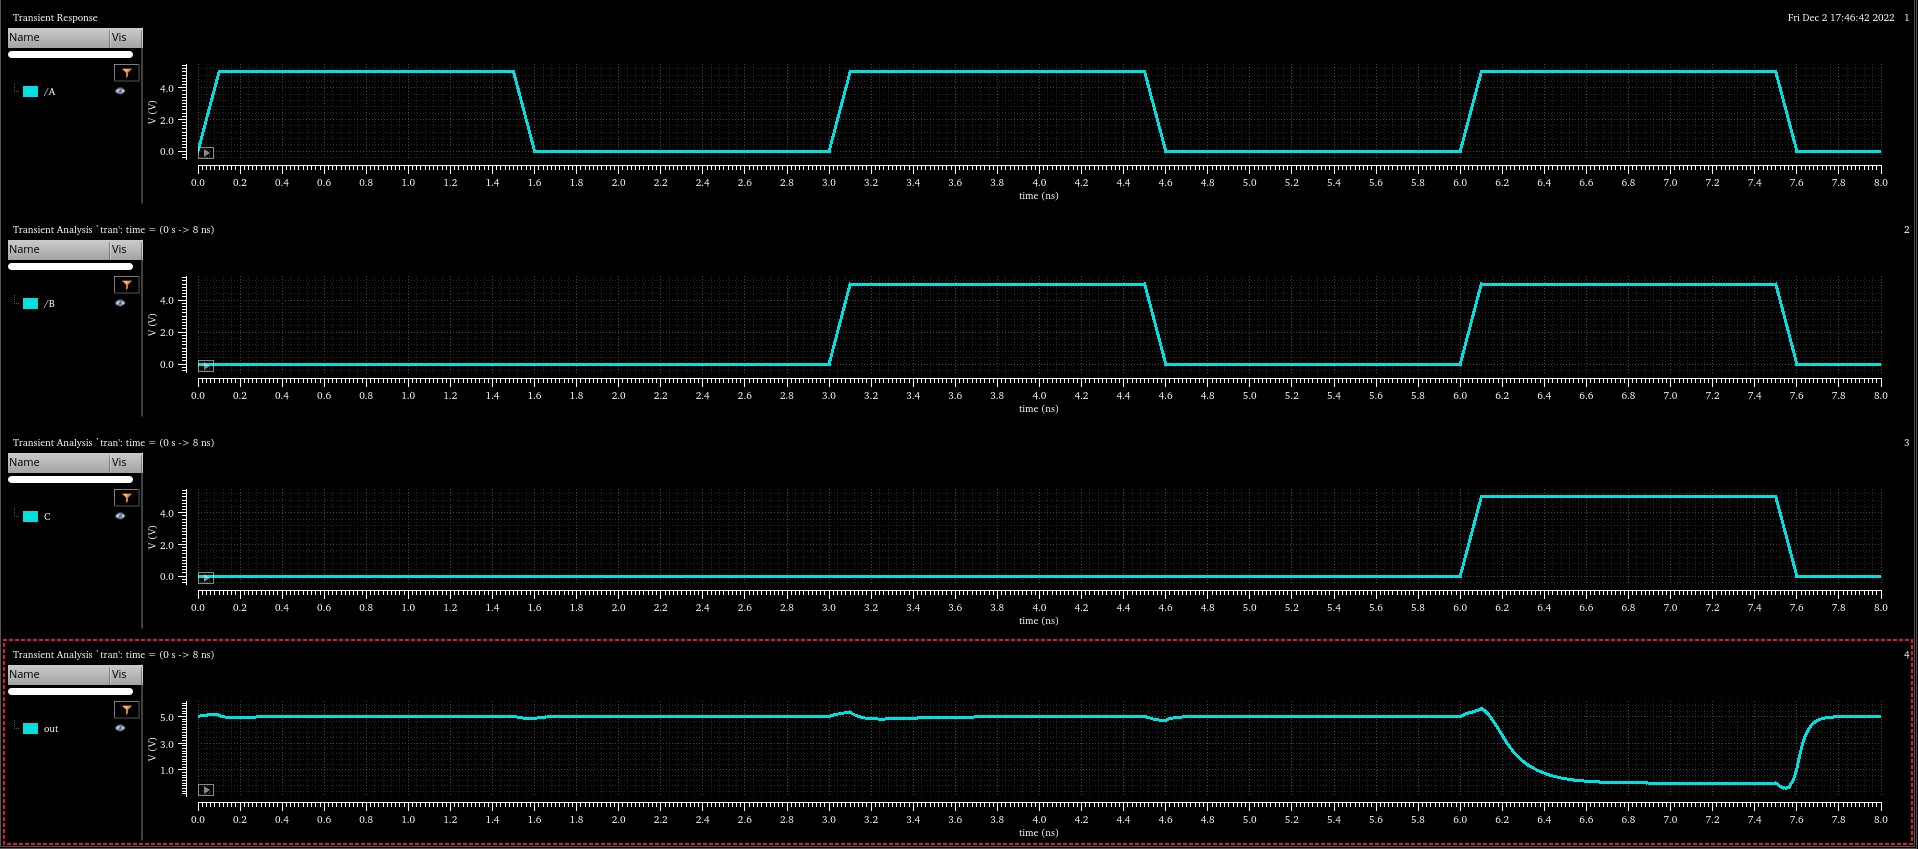 Transient Response Fri Dec 2 17:46:42 2022 1
Name Vis
/A
V (V)
4.0
2.0
0.0
0.0 0.2 0.4 0.6 0.8 1.0 1.2 1.4 1.6 1.8 2.0 2.2 2.4 2.6 2.8 3.0 3.2 3.4 3.6 3.8 4.0 4.2 4.4 4.6 4.8 5.0 5.2 5.4 5.6 5.8 6.0 6.2 6.4 6.6 6.8 7.0 7.2 7.4 7.6 7.8 8.0
time (ns)
Transient Analysis `tran': time = (0 s -> 8 ns) 2
Name Vis
/B
V (V)
4.0
2.0
0.0
0.0 0.2 0.4 0.6 0.8 1.0 1.2 1.4 1.6 1.8 2.0 2.2 2.4 2.6 2.8 3.0 3.2 3.4 3.6 3.8 4.0 4.2 4.4 4.6 4.8 5.0 5.2 5.4 5.6 5.8 6.0 6.2 6.4 6.6 6.8 7.0 7.2 7.4 7.6 7.8 8.0
time (ns)
Transient Analysis `tran': time = (0 s -> 8 ns) 3
Name Vis
C
V (V)
4.0
2.0
0.0
0.0 0.2 0.4 0.6 0.8 1.0 1.2 1.4 1.6 1.8 2.0 2.2 2.4 2.6 2.8 3.0 3.2 3.4 3.6 3.8 4.0 4.2 4.4 4.6 4.8 5.0 5.2 5.4 5.6 5.8 6.0 6.2 6.4 6.6 6.8 7.0 7.2 7.4 7.6 7.8 8.0
time (ns)
Transient Analysis `tran': time = (0 s -> 8 ns) 4
Name Vis
out
V (V)
5.0
3.0
1.0
0.0 0.2 0.4 0.6 0.8 1.0 1.2 1.4 1.6 1.8 2.0 2.2 2.4 2.6 2.8 3.0 3.2 3.4 3.6 3.8 4.0 4.2 4.4 4.6 4.8 5.0 5.2 5.4 5.6 5.8 6.0 6.2 6.4 6.6 6.8 7.0 7.2 7.4 7.6 7.8 8.0
time (ns)